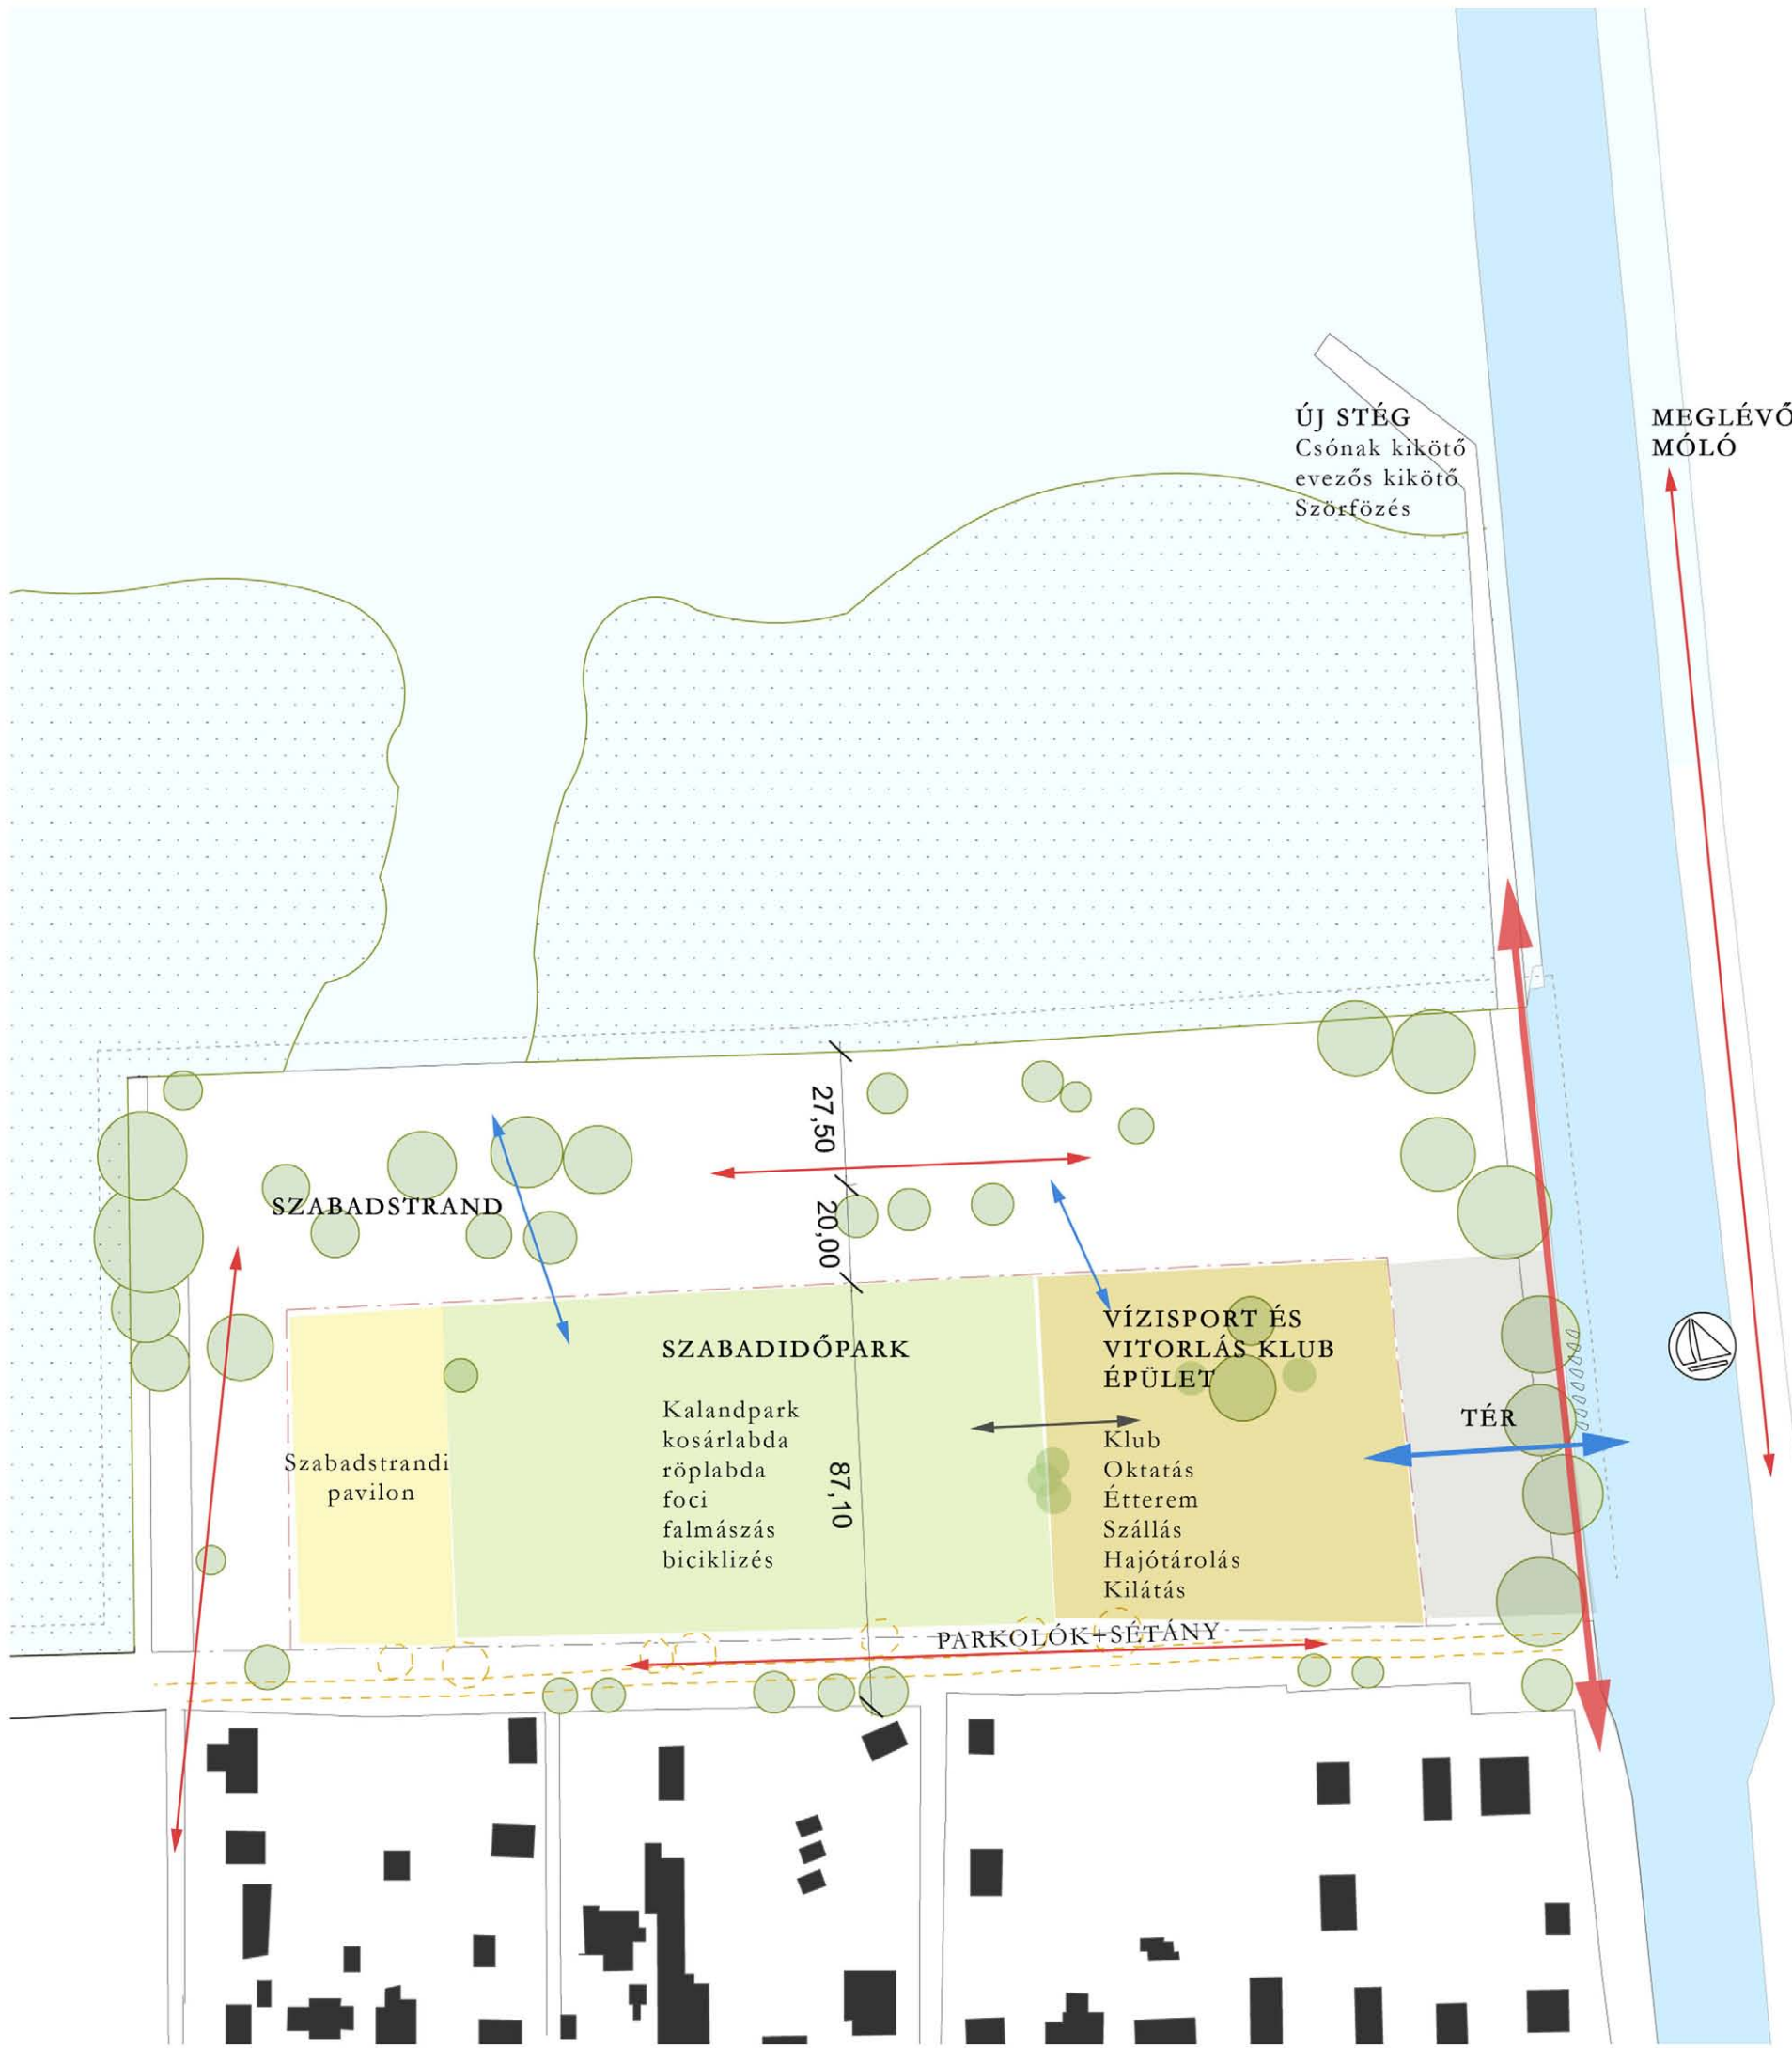 ÚJ STÉG
Csónak kikötő
evezős kikötő
Szörfözés
MEGLÉVŐ
MÓLÓ
27,50
SZABADSTRAND
20,00
SZABADIDŐPARK
Kalandpark
kosárlabda
röplabda
foci
falmászás
biciklizés
87,10
VÍZISPORT ÉS
VITORLÁS KLUB
ÉPÜLET
Klub
Oktatás
Étterem
Szállás
Hajótárolás
Kilátás
TÉR
Szabadstrandi
pavilon
PARKOLÓK+SÉTÁNY